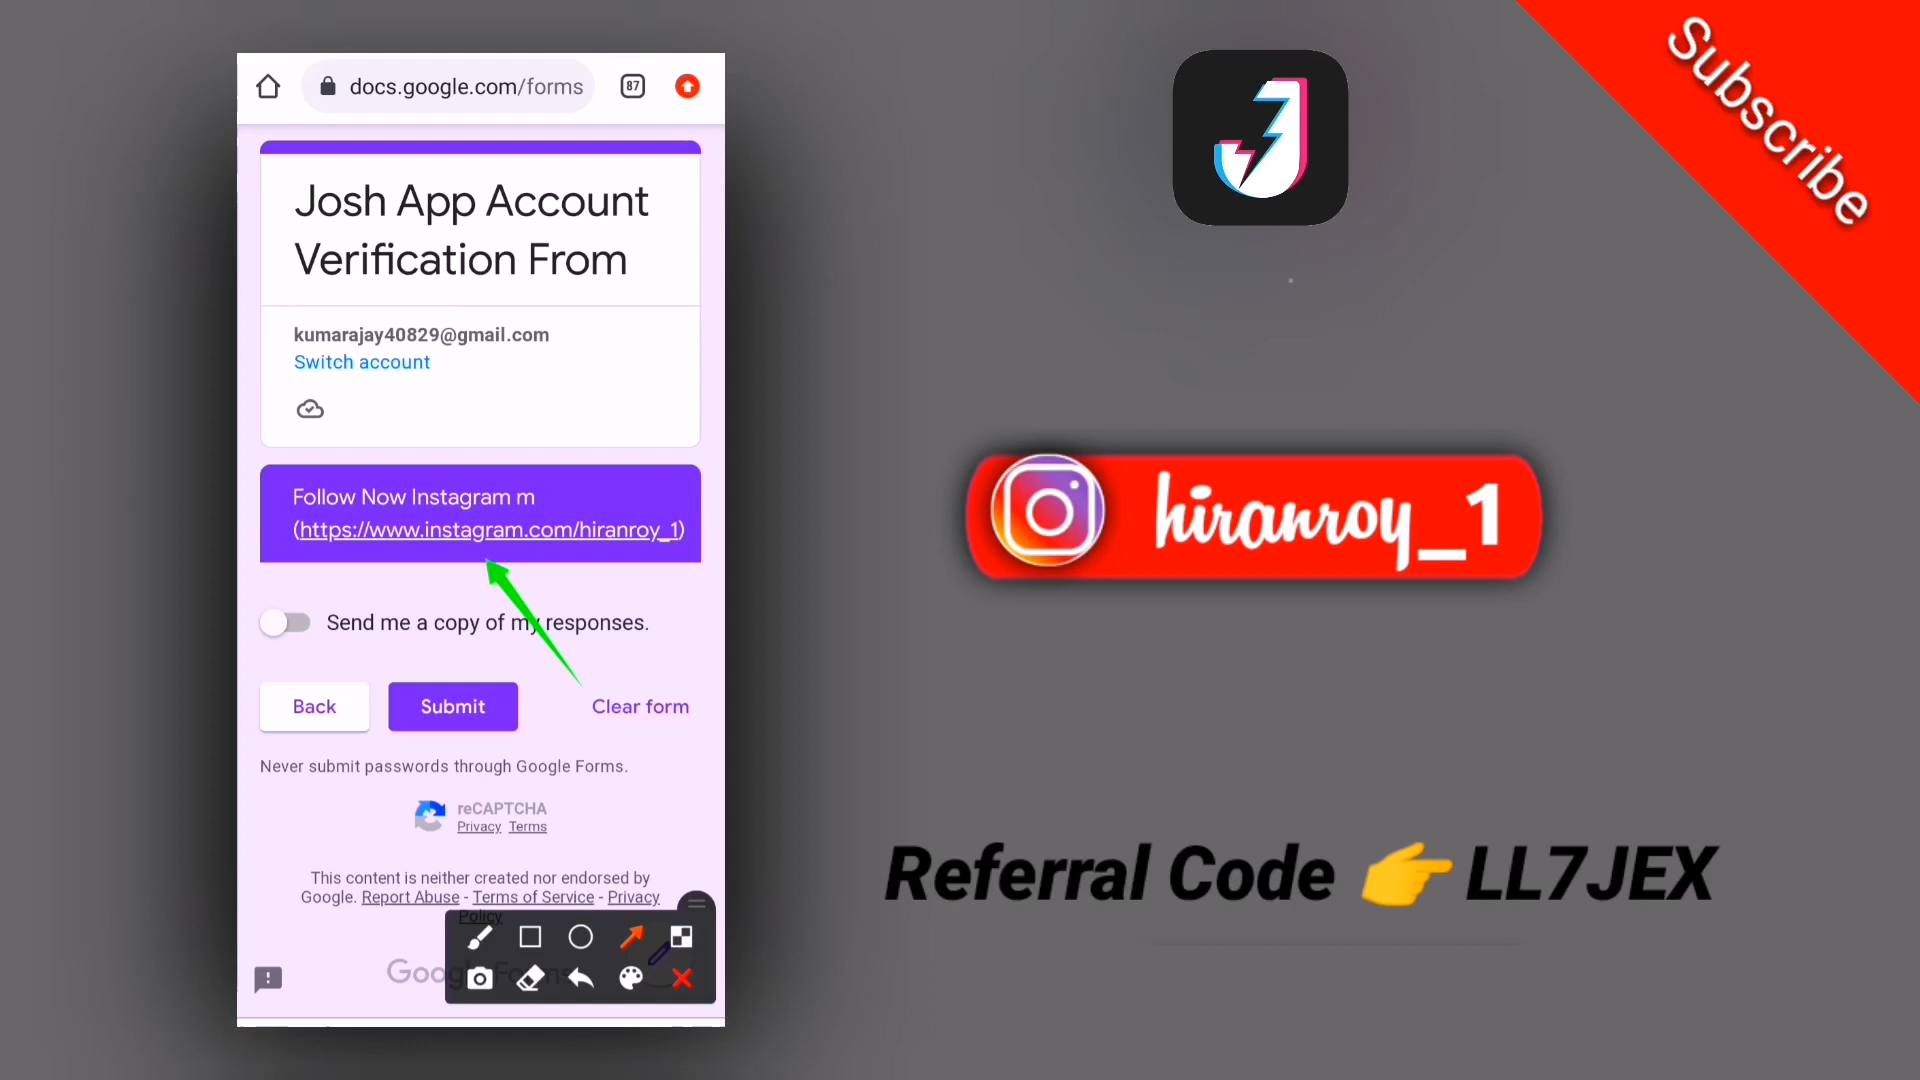 docs.google.com/forms
87
Josh App Account
Verification From
kumarajay40829@gmail.com
Switch account
Follow Now Instagram m
(https://www.instagram.com/hiranroy_1)
Send me a copy of my responses.
Back
Submit
Clear form
Never submit passwords through Google Forms.
reCAPTCHA
Privacy Terms
This content is neither created nor endorsed by
Google. Report Abuse - Terms of Service - Privacy
Policy
Google Forms
Subscribe
hiranroy_1
Referral Code 👉 LL7JEX